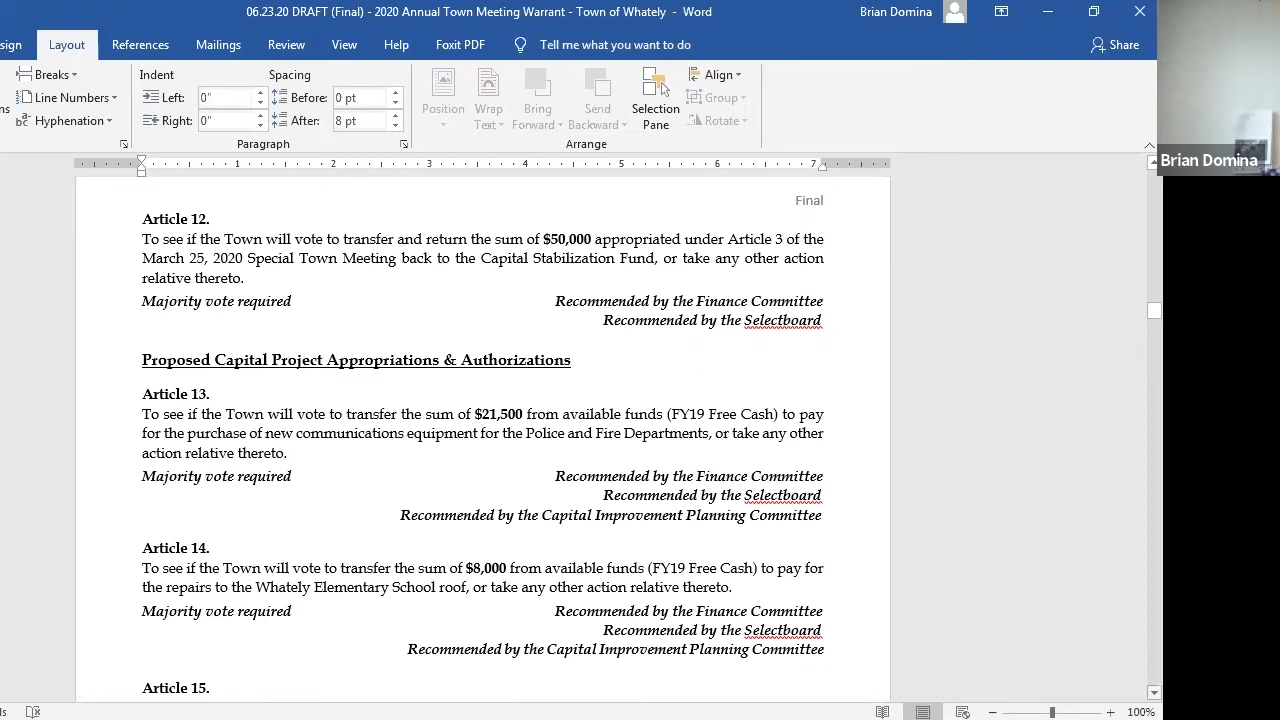 06.23.20 DRAFT (Final) - 2020 Annual Town Meeting Warrant - Town of Whately - Word
Brian Domina
sign Layout References Mailings Review View Help Foxit PDF Tell me what you want to do Share
Breaks Indent Spacing Align
Line Numbers Left: 0" Before: 0 pt Position Wrap Text Bring Forward Send Backward Selection Pane Group
Hyphenation Right: 0" After: 8 pt Rotate
Paragraph Arrange
1 2 3 4 5 6 7
Brian Domina
Final
Article 12.
To see if the Town will vote to transfer and return the sum of $50,000 appropriated under Article 3 of the
March 25, 2020 Special Town Meeting back to the Capital Stabilization Fund, or take any other action
relative thereto.
Majority vote required Recommended by the Finance Committee
Recommended by the Selectboard
Proposed Capital Project Appropriations & Authorizations
Article 13.
To see if the Town will vote to transfer the sum of $21,500 from available funds (FY19 Free Cash) to pay
for the purchase of new communications equipment for the Police and Fire Departments, or take any other
action relative thereto.
Majority vote required Recommended by the Finance Committee
Recommended by the Selectboard
Recommended by the Capital Improvement Planning Committee
Article 14.
To see if the Town will vote to transfer the sum of $8,000 from available funds (FY19 Free Cash) to pay for
the repairs to the Whately Elementary School roof, or take any other action relative thereto.
Majority vote required Recommended by the Finance Committee
Recommended by the Selectboard
Recommended by the Capital Improvement Planning Committee
Article 15.
100%